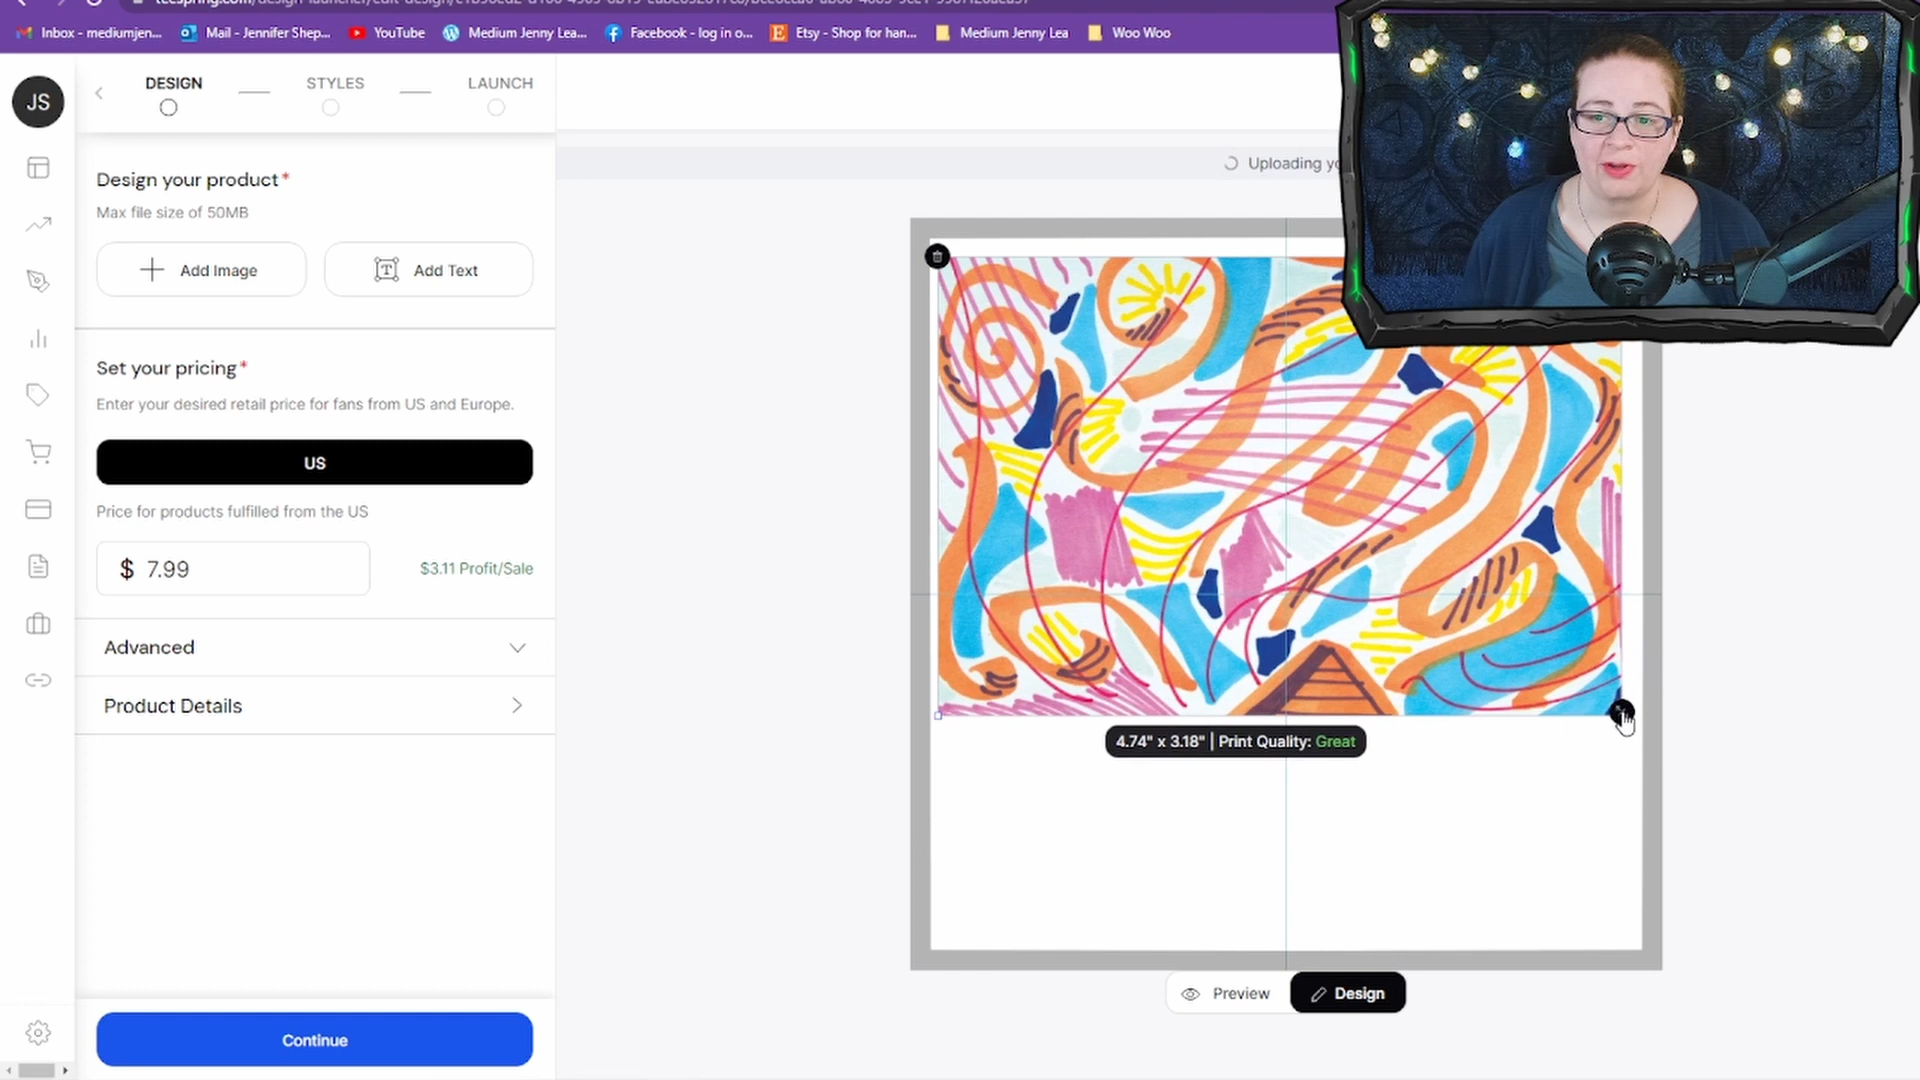 Inbox - mediumjen... Mail - Jennifer Shep... YouTube Medium Jenny Lea... Facebook - log in o... Etsy - Shop for han... Medium Jenny Lea Woo Woo
JS
DESIGN STYLES LAUNCH
Design your product*
Max file size of 50MB
Add Image
T Add Text
Set your pricing*
Enter your desired retail price for fans from US and Europe.
US
Price for products fulfilled from the US
$ 7.99
$3.11 Profit/Sale
Advanced
Product Details
Continue
Uploading yo
4.74" x 3.18" | Print Quality: Great
Preview
Design